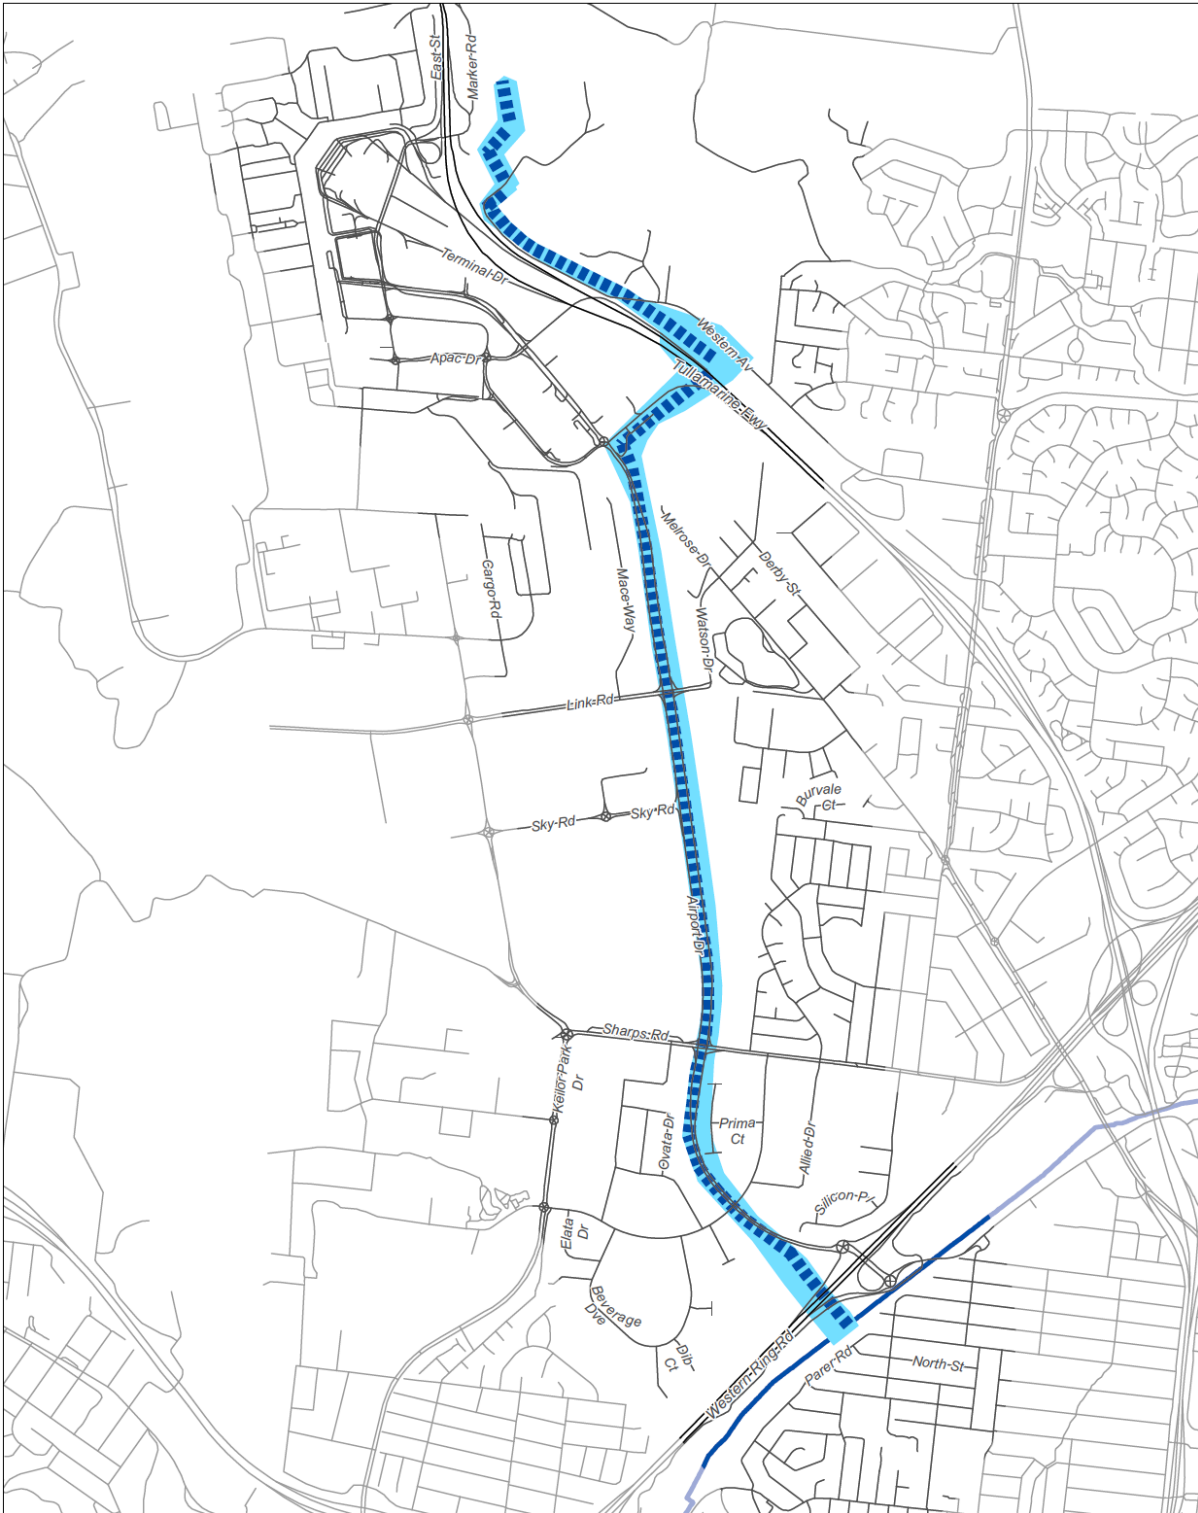 East-St
Marker-Rd
Terminal-Dr
Western-Av
Apac-Dr
Tullamarine-Fwy
Melrose-Dr
Derby-St
Cargo-Rd
Mace-Way
Watson-Dr
Link-Rd
Burvale
Ct
Sky-Rd
Sky-Rd
Airport-Dr
Sharps-Rd
Keilor-Park
Dr
Prima
Ct
Ovata-Dr
Allied-Dr
Silicon-Pl
Elata
Dr
Beverage
Dve
Dib
Ct
Western-Ring-Rd
Parer-Rd
North-St